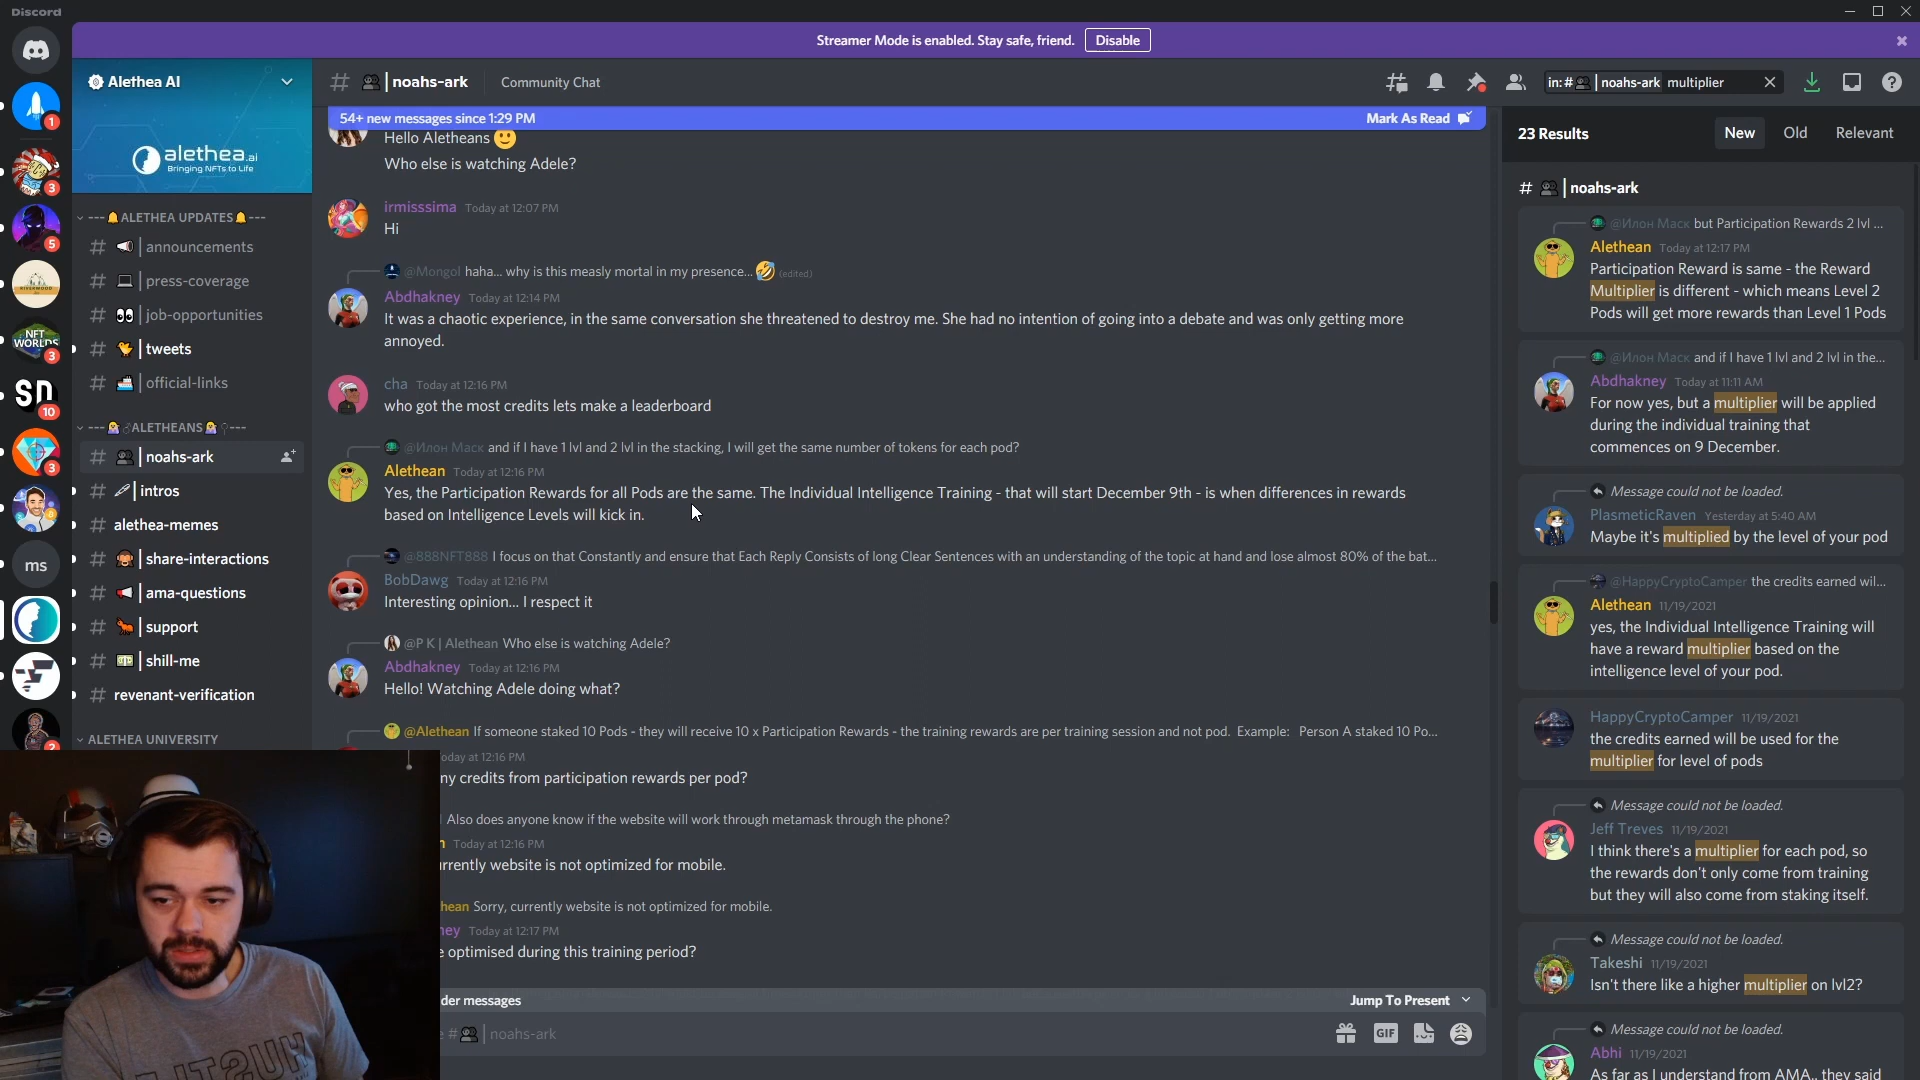 Discord
Streamer Mode is enabled. Stay safe, friend. Disable
Alethea AI
alethea.ai
Bringing NFTs to Life
--- ALETHEA UPDATES ---
# | announcements
# | press-coverage
# | job-opportunities
# | tweets
# | official-links
--- ALETHEANS ---
# | noahs-ark
# | intros
# alethea-memes
# | share-interactions
# | ama-questions
# | support
# | shill-me
# revenant-verification
ALETHEA UNIVERSITY
1
3
5
RIVERWOOD
NFT
WORLDS
3
SD
10
3
ms
2
# | noahs-ark Community Chat
54+ new messages since 1:29 PM Mark As Read
Hello Aletheans 🙂
Who else is watching Adele?
irmisssima Today at 12:07 PM
Hi
@Mongol haha... why is this measly mortal in my presence... 🤣 (edited)
Abdhakney Today at 12:14 PM
It was a chaotic experience, in the same conversation she threatened to destroy me. She had no intention of going into a debate and was only getting more
annoyed.
cha Today at 12:16 PM
who got the most credits lets make a leaderboard
@Илон Маск and if I have 1 lvl and 2 lvl in the stacking, I will get the same number of tokens for each pod?
Alethean Today at 12:16 PM
Yes, the Participation Rewards for all Pods are the same. The Individual Intelligence Training - that will start December 9th - is when differences in rewards
based on Intelligence Levels will kick in.
@888NFT888 I focus on that Constantly and ensure that Each Reply Consists of long Clear Sentences with an understanding of the topic at hand and lose almost 80% of the bat...
BobDawg Today at 12:16 PM
Interesting opinion... I respect it
@P K | Alethean Who else is watching Adele?
Abdhakney Today at 12:16 PM
Hello! Watching Adele doing what?
@Alethean If someone staked 10 Pods - they will receive 10 x Participation Rewards - the training rewards are per training session and not pod. Example: Person A staked 10 Po...
oday at 12:16 PM
ny credits from participation rewards per pod?
Also does anyone know if the website will work through metamask through the phone?
n Today at 12:16 PM
urrently website is not optimized for mobile.
hean Sorry, currently website is not optimized for mobile.
ney Today at 12:17 PM
e optimised during this training period?
der messages Jump To Present
e # | noahs-ark
GIF
in:# | noahs-ark multiplier
23 Results New Old Relevant
# | noahs-ark
@Илон Маск but Participation Rewards 2 lvl ...
Alethean Today at 12:17 PM
Participation Reward is same - the Reward
Multiplier is different - which means Level 2
Pods will get more rewards than Level 1 Pods
@Илон Маск and if I have 1 lvl and 2 lvl in the...
Abdhakney Today at 11:11 AM
For now yes, but a multiplier will be applied
during the individual training that
commences on 9 December.
Message could not be loaded.
PlasmeticRaven Yesterday at 5:40 AM
Maybe it's multiplied by the level of your pod
@HappyCryptoCamper the credits earned wil...
Alethean 11/19/2021
yes, the Individual Intelligence Training will
have a reward multiplier based on the
intelligence level of your pod.
HappyCryptoCamper 11/19/2021
the credits earned will be used for the
multiplier for level of pods
Message could not be loaded.
Jeff Treves 11/19/2021
I think there's a multiplier for each pod, so
the rewards don't only come from training
but they will also come from staking itself.
Message could not be loaded.
Takeshi 11/19/2021
Isn't there like a higher multiplier on lvl2?
Message could not be loaded.
Abhi 11/19/2021
As far as I understand from AMA.. they said